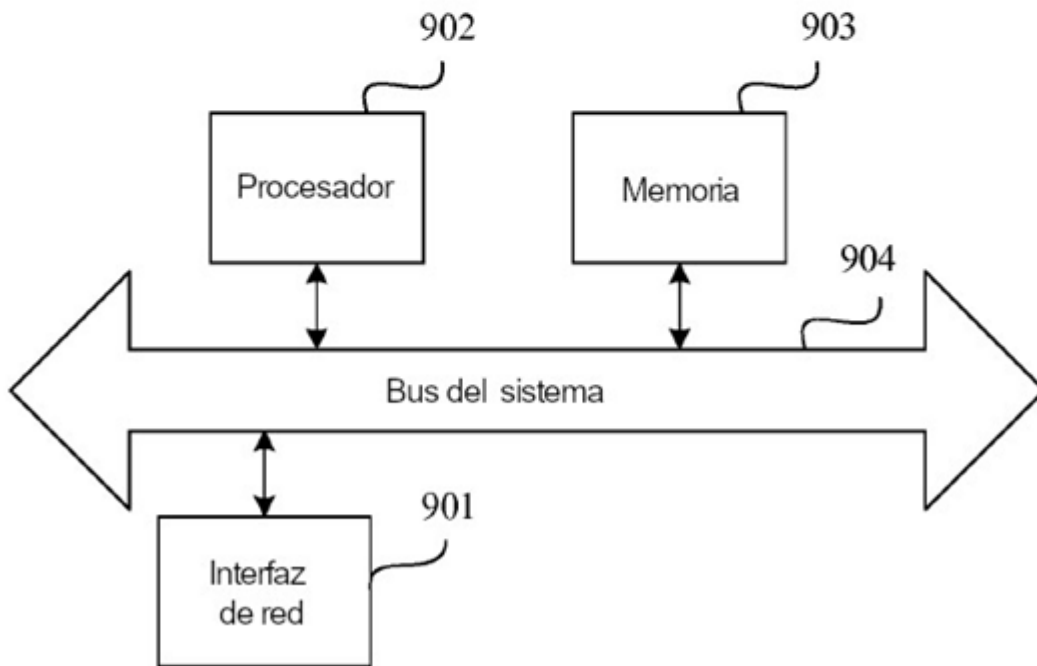 902
903
Procesador
Memoria
904
Bus del sistema
901
Interfaz
de red